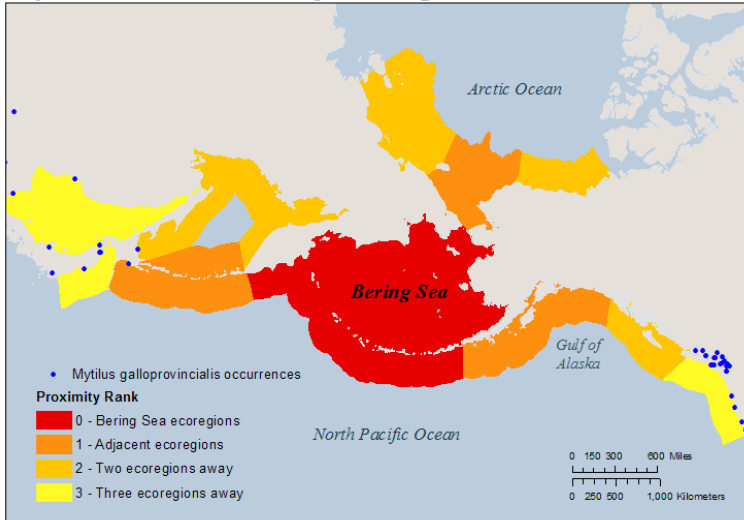 Arctic Ocean
Bering Sea
Gulf of
Alaska
Mytilus galloprovincialis occurrences
Proximity Rank
0 - Bering Sea ecoregions
1 - Adjacent ecoregions
2 - Two ecoregions away
3 - Three ecoregions away
North Pacific Ocean
0 150 300 600 Miles
0 250 500 1,000 Kilometers